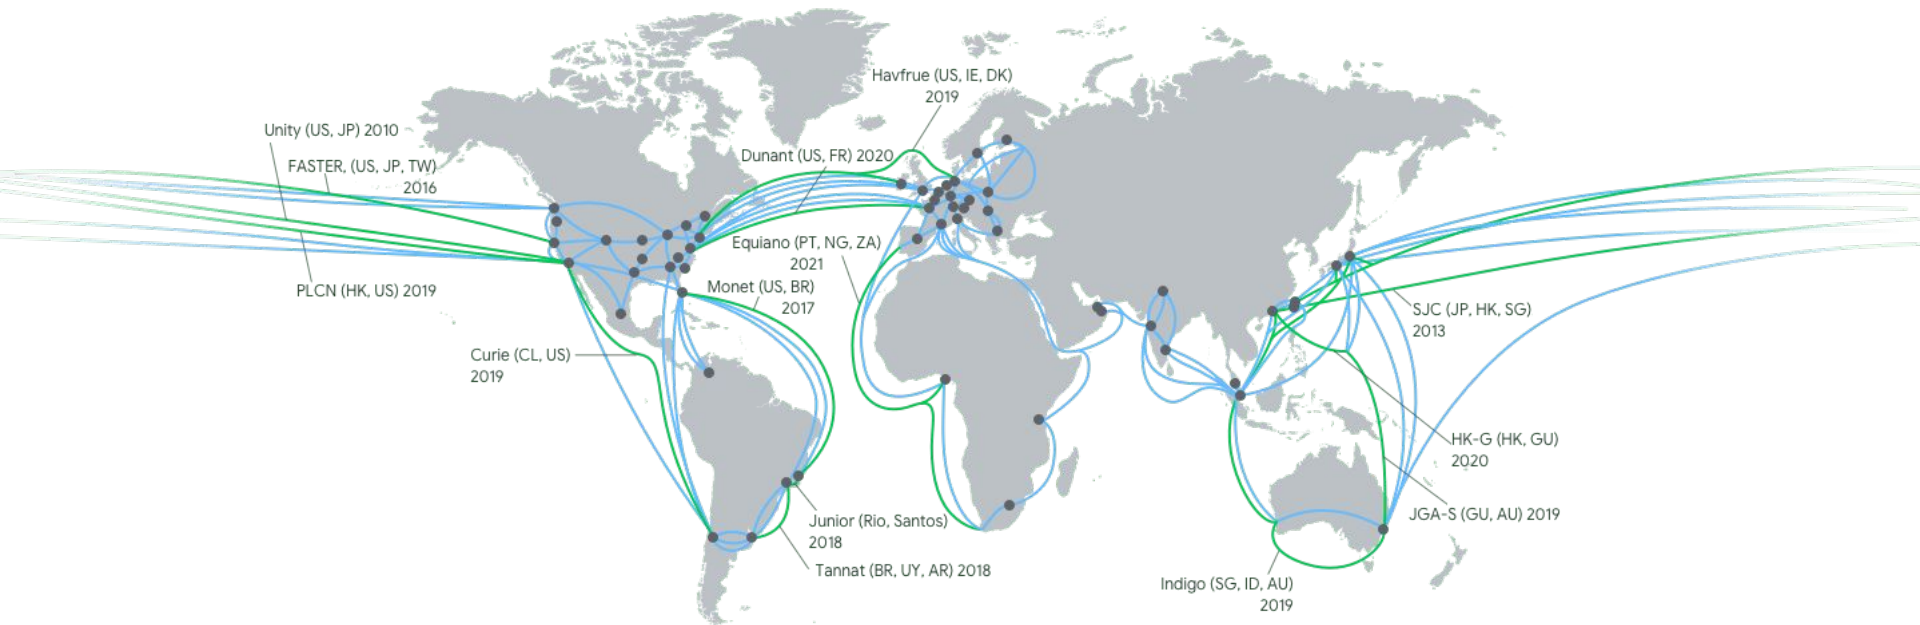 Havfrue (US, IE, DK)
2019
Unity (US, JP) 2010
FASTER, (US, JP, TW)
2016
Dunant (US, FR) 2020
Equiano (PT, NG, ZA)
2021
PLCN (HK, US) 2019
Monet (US, BR)
2017
SJC (JP, HK, SG)
2013
Curie (CL, US)
2019
HK-G (HK, GU)
2020
JGA-S (GU, AU) 2019
Junior (Rio, Santos)
2018
Tannat (BR, UY, AR) 2018
Indigo (SG, ID, AU)
2019